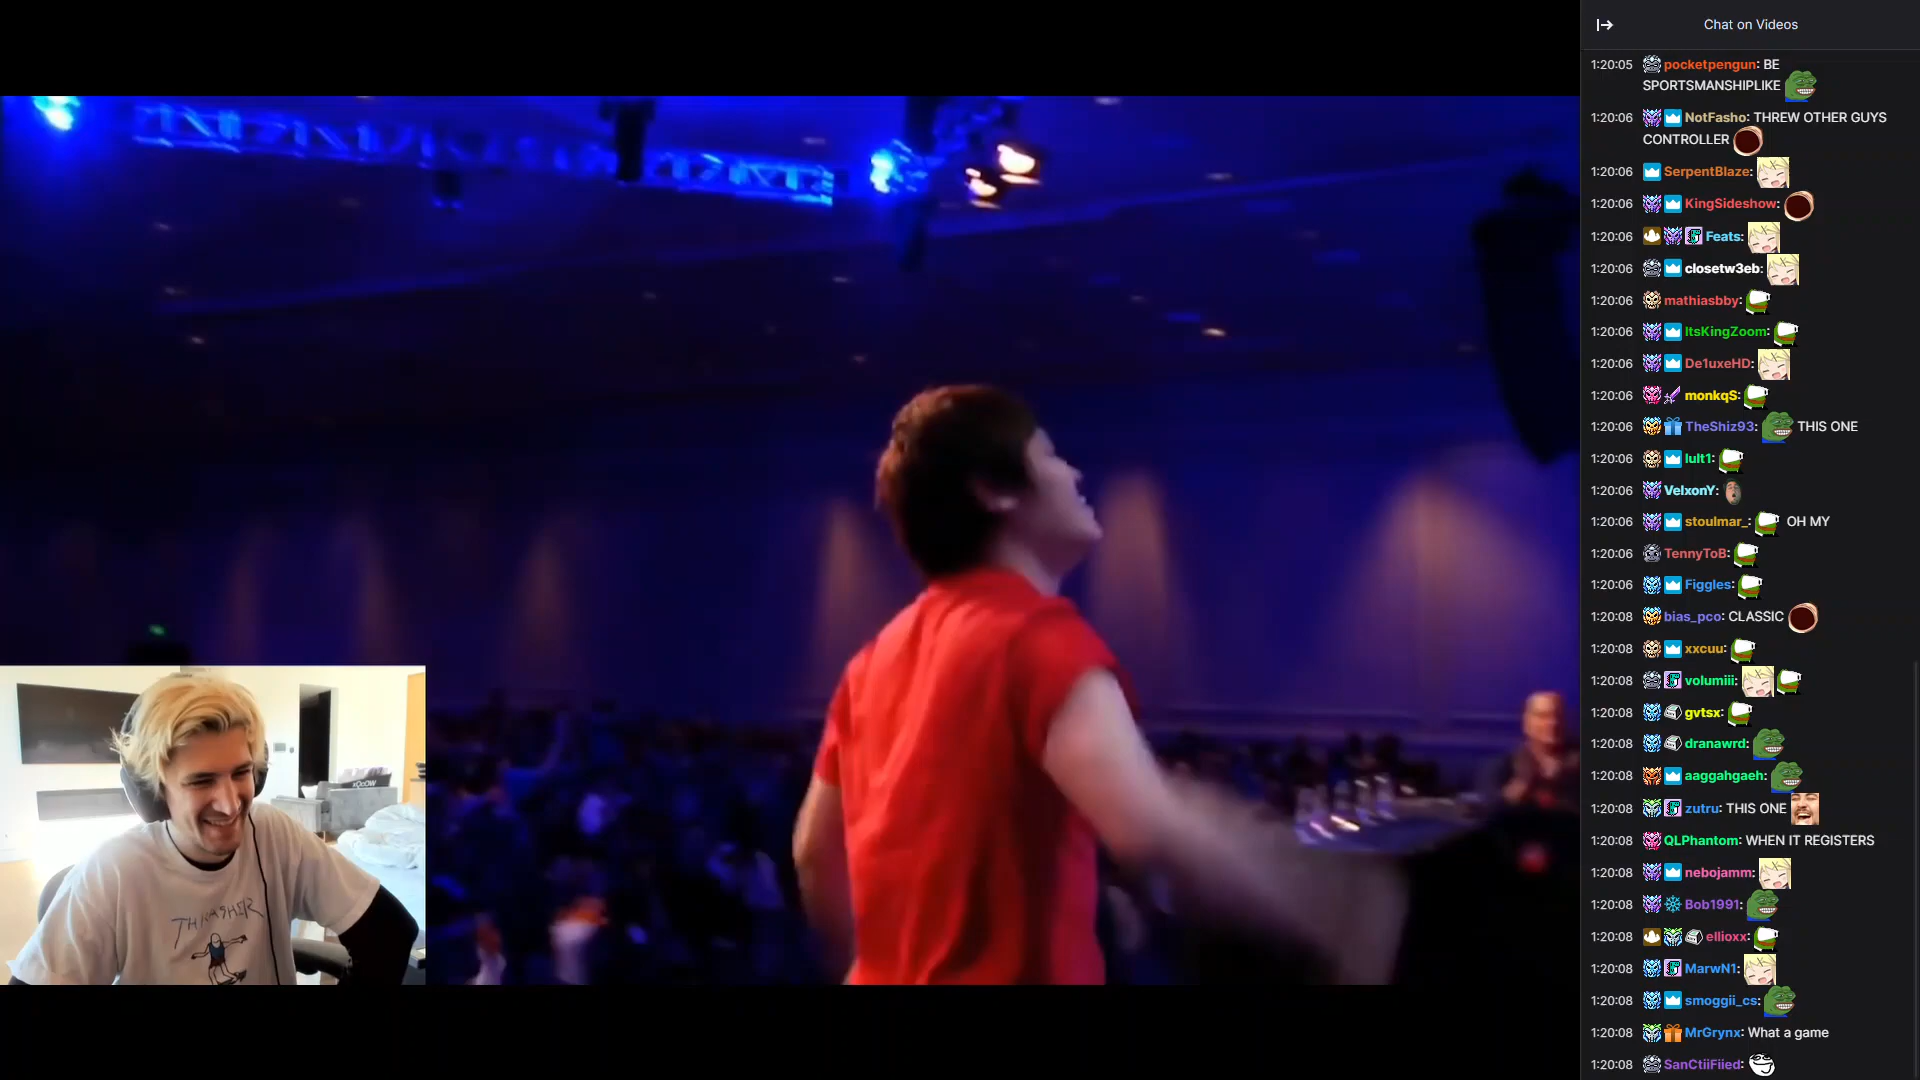 Chat on Videos
1:20:05 pocketpengun: BE
SPORTSMANSHIPLIKE
1:20:06 NotFasho: THREW OTHER GUYS
CONTROLLER
1:20:06 SerpentBlaze:
1:20:06 KingSideshow:
1:20:06 Feats:
1:20:06 closetw3eb:
1:20:06 mathiasbby:
1:20:06 ItsKingZoom:
1:20:06 De1uxeHD:
1:20:06 monkqS:
1:20:06 TheShiz93: THIS ONE
1:20:06 lult1:
1:20:06 VelxonY:
1:20:06 stoulmar_: OH MY
1:20:06 TennyToB:
1:20:06 Figgles:
1:20:08 bias_pco: CLASSIC
1:20:08 xxcuu:
1:20:08 volumiii:
1:20:08 gvtsx:
1:20:08 dranawrd:
1:20:08 aaggahgaeh:
1:20:08 zutru: THIS ONE
1:20:08 QLPhantom: WHEN IT REGISTERS
1:20:08 nebojamm:
1:20:08 Bob1991:
1:20:08 ellioxx:
1:20:08 MarwN1:
1:20:08 smoggii_cs:
1:20:08 MrGrynx: What a game
1:20:08 SanCtiiFiied:
xQcOW
THRASHER